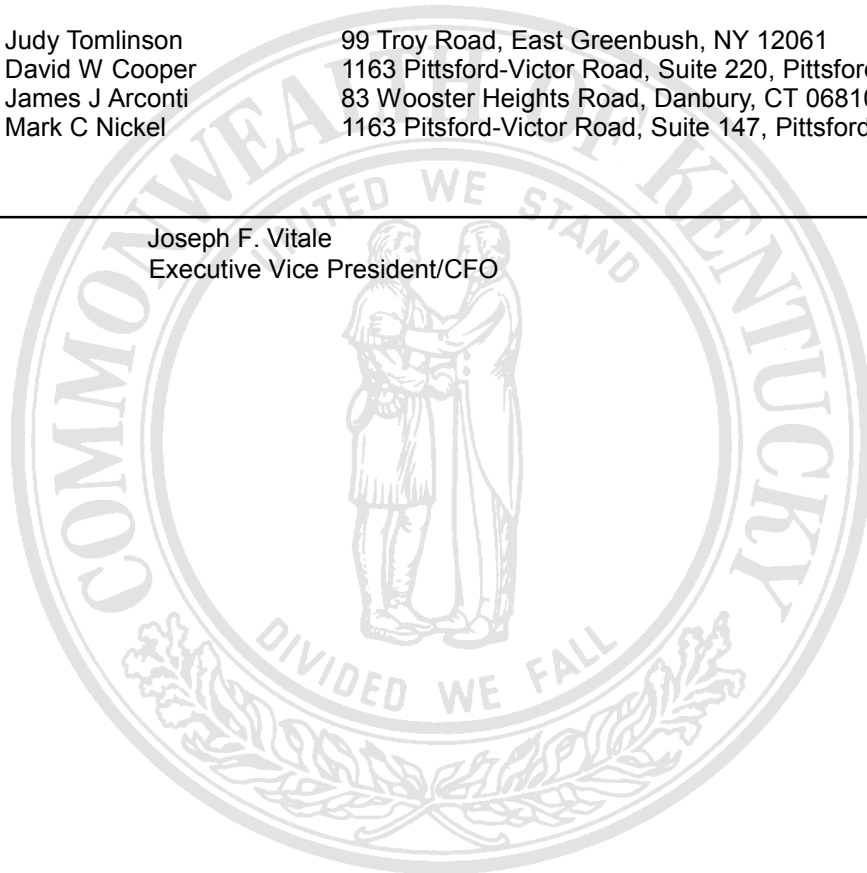 Judy Tomlinson 99 Troy Road, East Greenbush, NY 12061
David W Cooper 1163 Pittsford-Victor Road, Suite 220, Pittsford
James J Arconti 83 Wooster Heights Road, Danbury, CT 06810
Mark C Nickel 1163 Pitsford-Victor Road, Suite 147, Pittsford
Joseph F. Vitale
Executive Vice President/CFO
COMMONWEALTH OF KENTUCKY
UNITED WE STAND
DIVIDED WE FALL